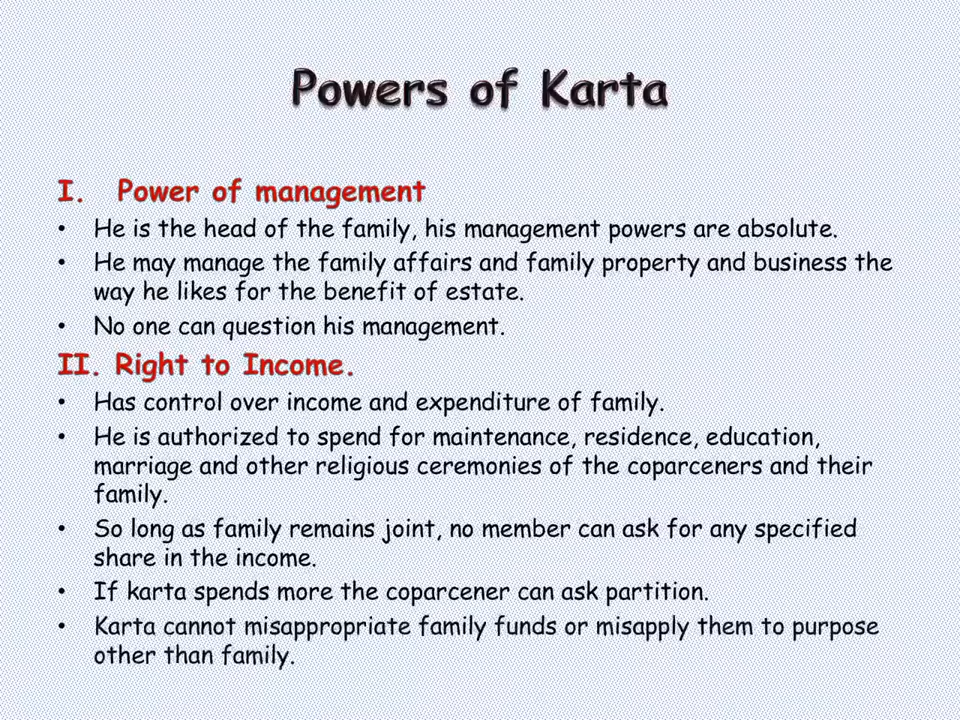 Powers of Karta
I. Power of management
• He is the head of the family, his management powers are absolute.
• He may manage the family affairs and family property and business the
way he likes for the benefit of estate.
• No one can question his management.
II. Right to Income.
• Has control over income and expenditure of family.
• He is authorized to spend for maintenance, residence, education,
marriage and other religious ceremonies of the coparceners and their
family.
• So long as family remains joint, no member can ask for any specified
share in the income.
• If karta spends more the coparcener can ask partition.
• Karta cannot misappropriate family funds or misapply them to purpose
other than family.